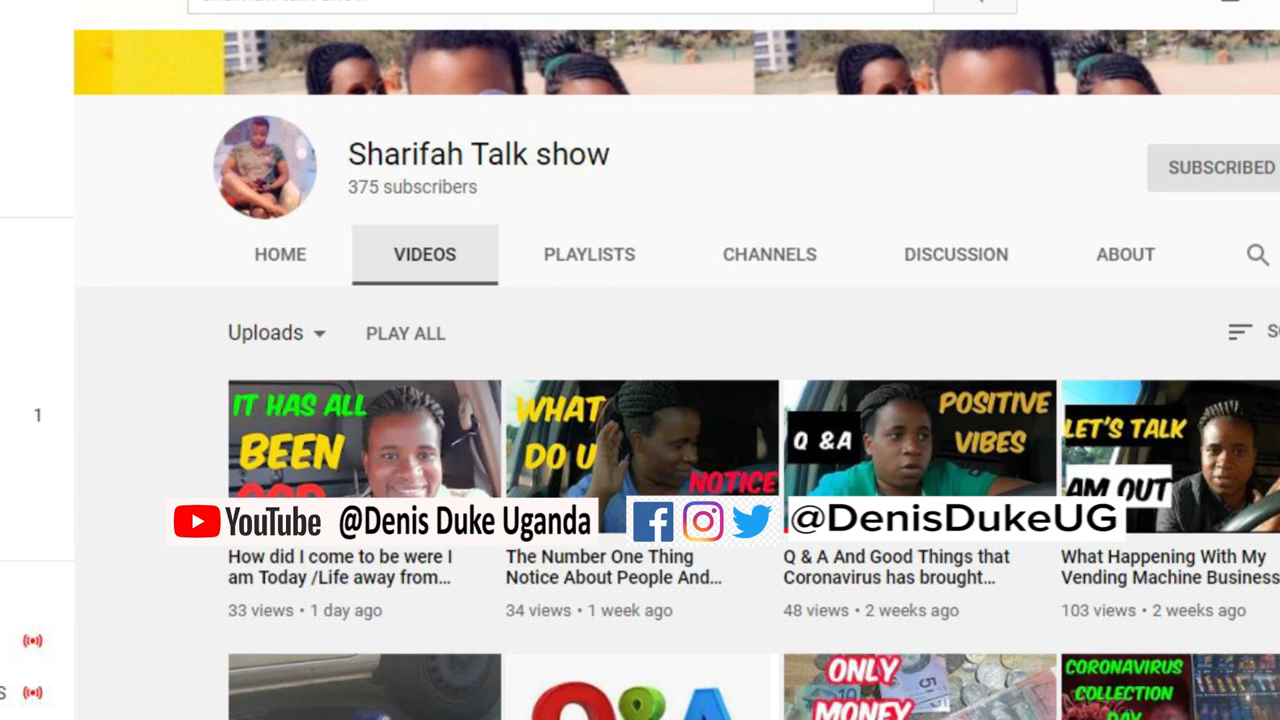 Sharifah Talk show
375 subscribers
SUBSCRIBED
HOME VIDEOS PLAYLISTS CHANNELS DISCUSSION ABOUT
Uploads PLAY ALL
1
IT HAS ALL
BEEN
GOD
WHAT
DO U
NOTICE
Q &A
POSITIVE
VIBES
LET'S TALK
AM OUT
YouTube @Denis Duke Uganda @DenisDukeUG
How did I come to be were I
am Today /Life away from...
33 views • 1 day ago
The Number One Thing
Notice About People And...
34 views • 1 week ago
Q & A And Good Things that
Coronavirus has brought...
48 views • 2 weeks ago
What Happening With My
Vending Machine Business
103 views • 2 weeks ago
S
Q&A
ONLY
MONEY
10
5
CORONAVIRUS
COLLECTION
DAY